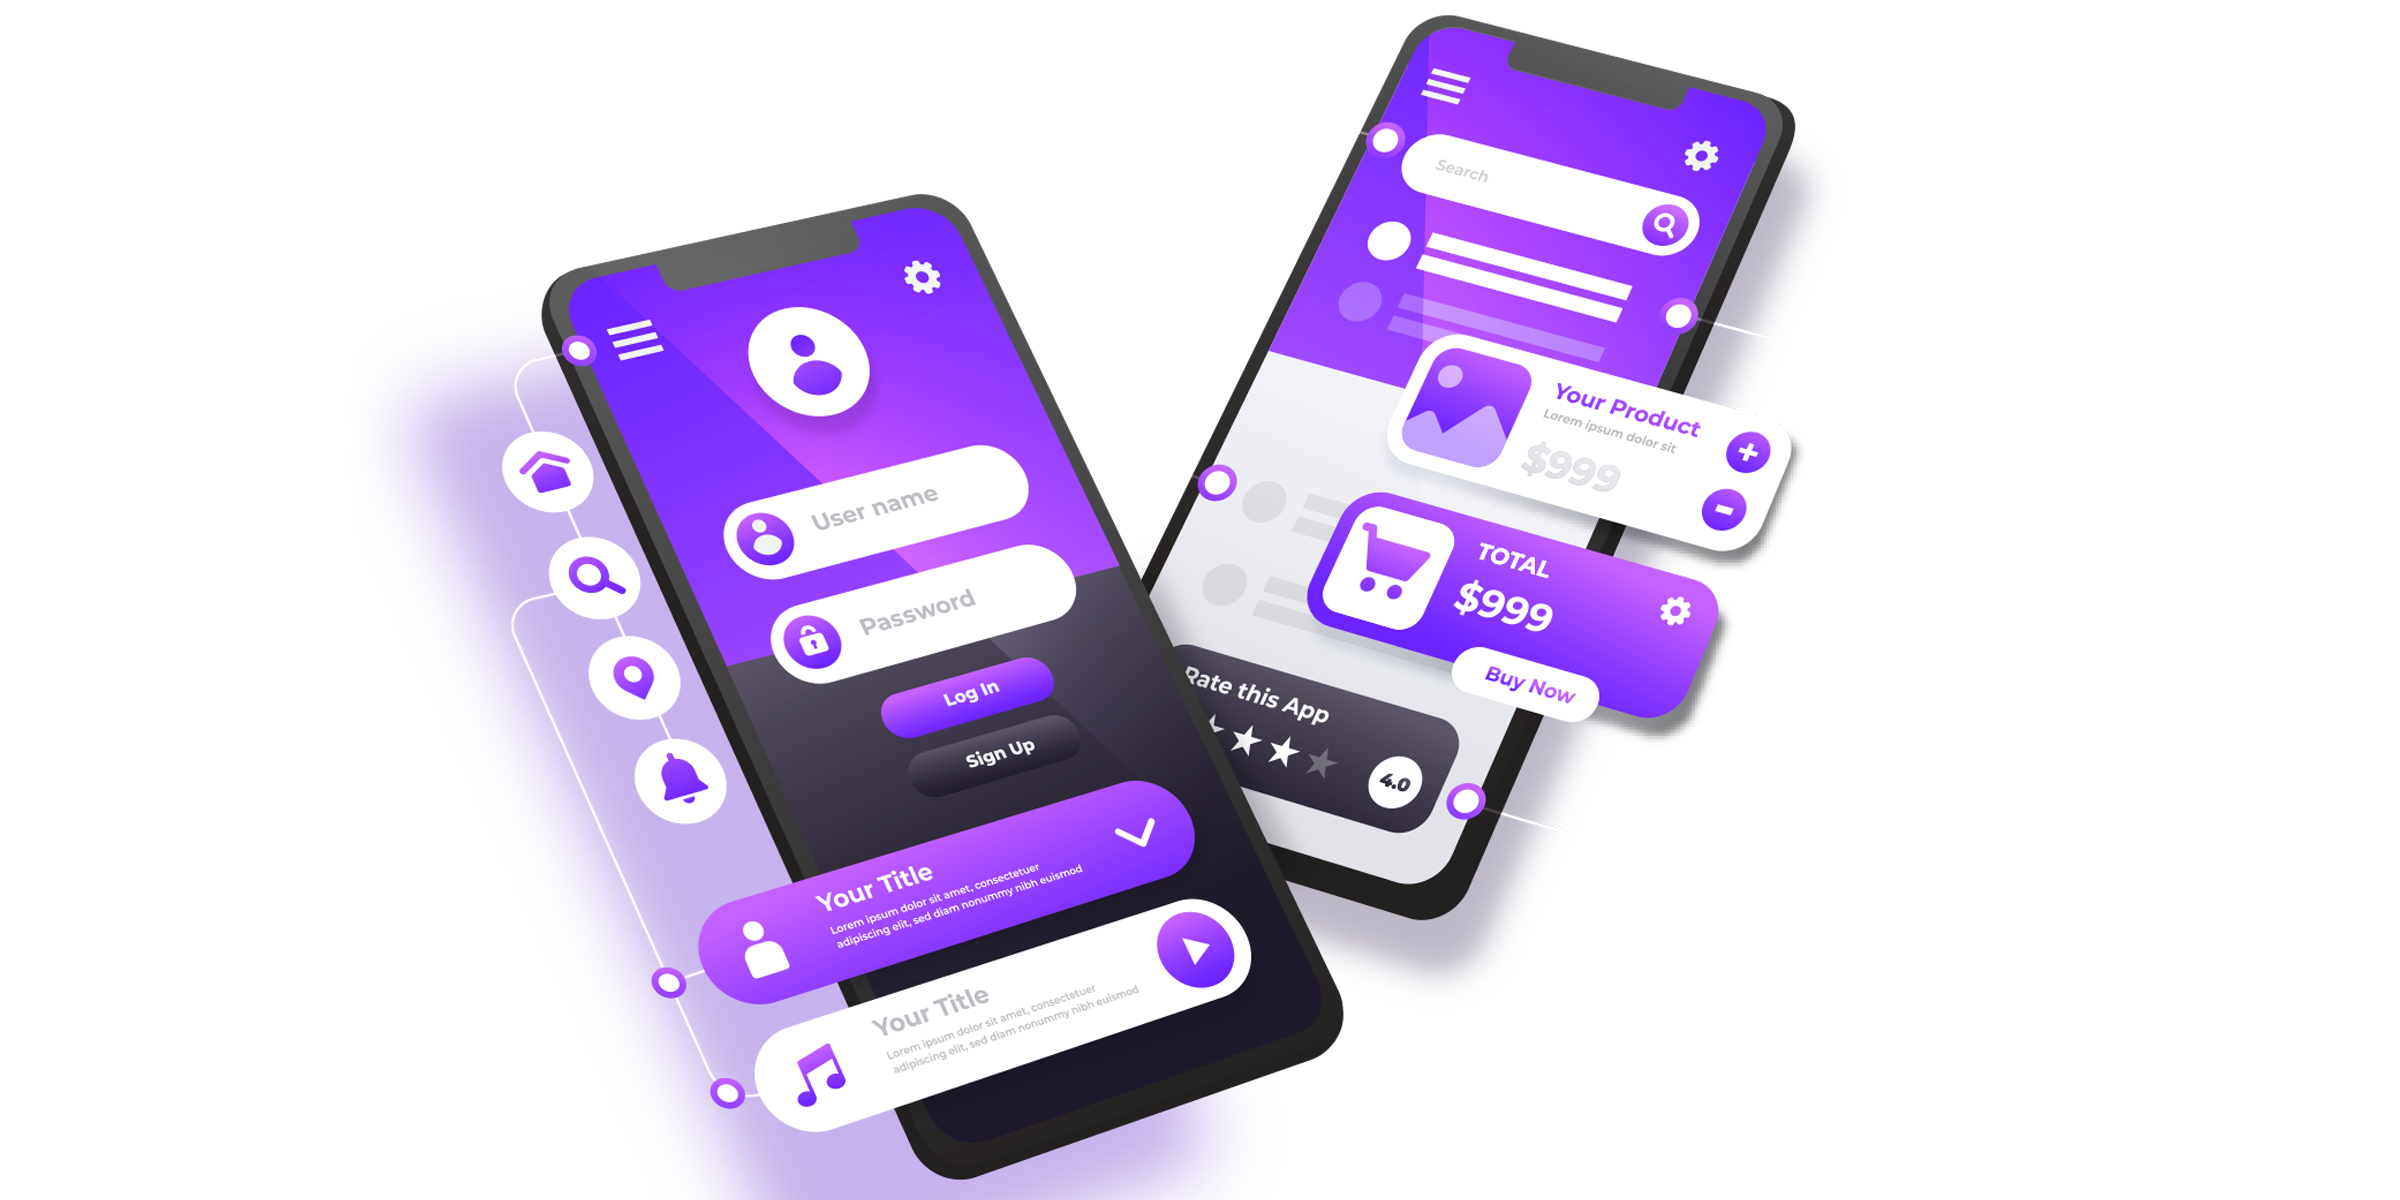 User name
Password
Log In
Sign Up
Your Title
Lorem ipsum dolor sit amet, consectetuer
adipiscing elit, sed diam nonummy nibh euismod
Your Title
Lorem ipsum dolor sit amet, consectetuer
adipiscing elit, sed diam nonummy nibh euismod
Search
Your Product
Lorem ipsum dolor sit
$999
TOTAL
$999
Buy Now
Rate this App
4.0